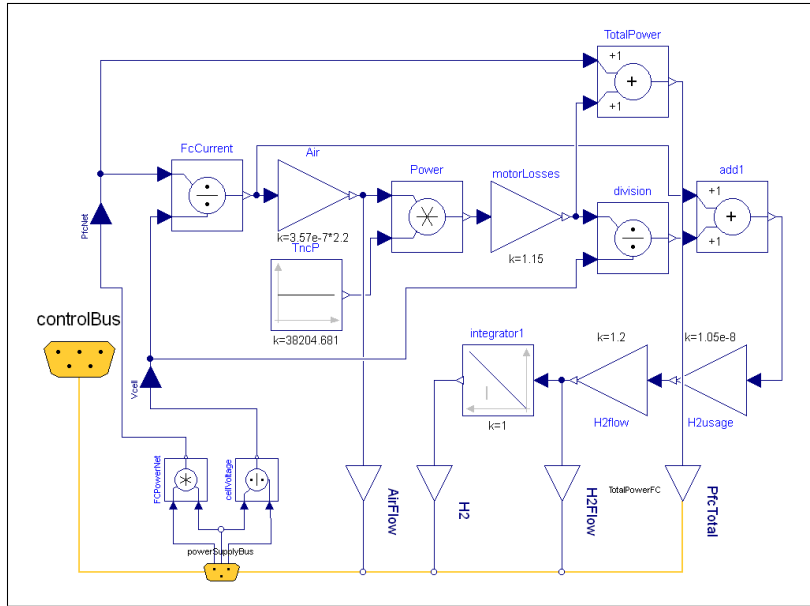 TotalPower
+1
+1
FcCurrent
Air
Power
motorLosses
division
add1
+1
+1
PfcNet
k=3.57e-7*2.2
TncP
k=1.15
k=38204.681
controlBus
integrator1
k=1.2
k=1.05e-8
Vcell
I
k=1
H2flow
H2usage
FCPowerNet
cellVoltage
AirFlow
H2
H2Flow
TotalPowerFC
PfcTotal
powerSupplyBus